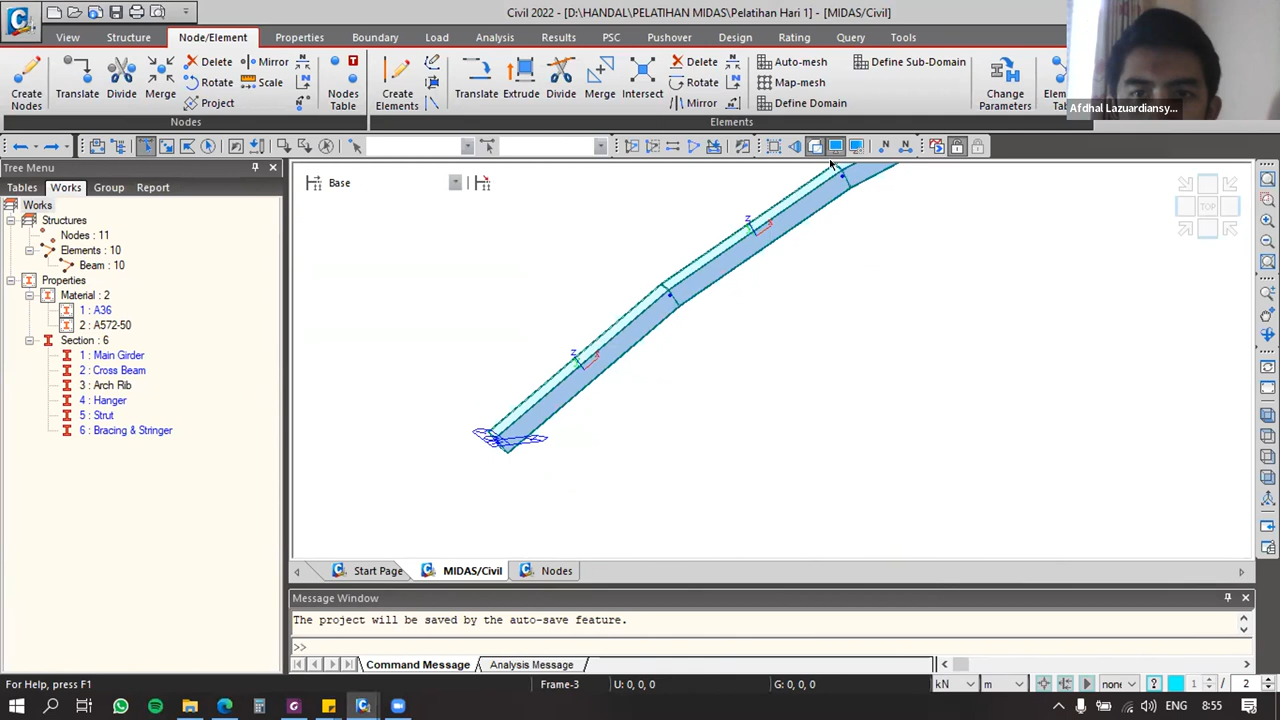 Civil 2022 - [D:\HANDAL\PELATIHAN MIDAS\Pelatihan Hari 1] - [MIDAS/Civil]
View Structure Node/Element Properties Boundary Load Analysis Results PSC Pushover Design Rating Query Tools
Create Nodes
Translate
Divide
Merge
Delete
Rotate
Project
Mirror
Scale
Nodes Table
Nodes
Create Elements
Translate
Extrude
Divide
Merge
Intersect
Delete
Rotate
Mirror
Auto-mesh
Map-mesh
Define Domain
Define Sub-Domain
Change Parameters
Elements
Afdhal Lazuardiansy...
Tree Menu
Tables Works Group Report
Works
Structures
Nodes : 11
Elements : 10
Beam : 10
Properties
Material : 2
1 : A36
2 : A572-50
Section : 6
1 : Main Girder
2 : Cross Beam
3 : Arch Rib
4 : Hanger
5 : Strut
6 : Bracing & Stringer
Base
z
z
TOP
Start Page MIDAS/Civil Nodes
Message Window
The project will be saved by the auto-save feature.
>>
Command Message Analysis Message
For Help, press F1 Frame-3 U: 0, 0, 0 G: 0, 0, 0 kN m none 1 / 2
ENG 8:55